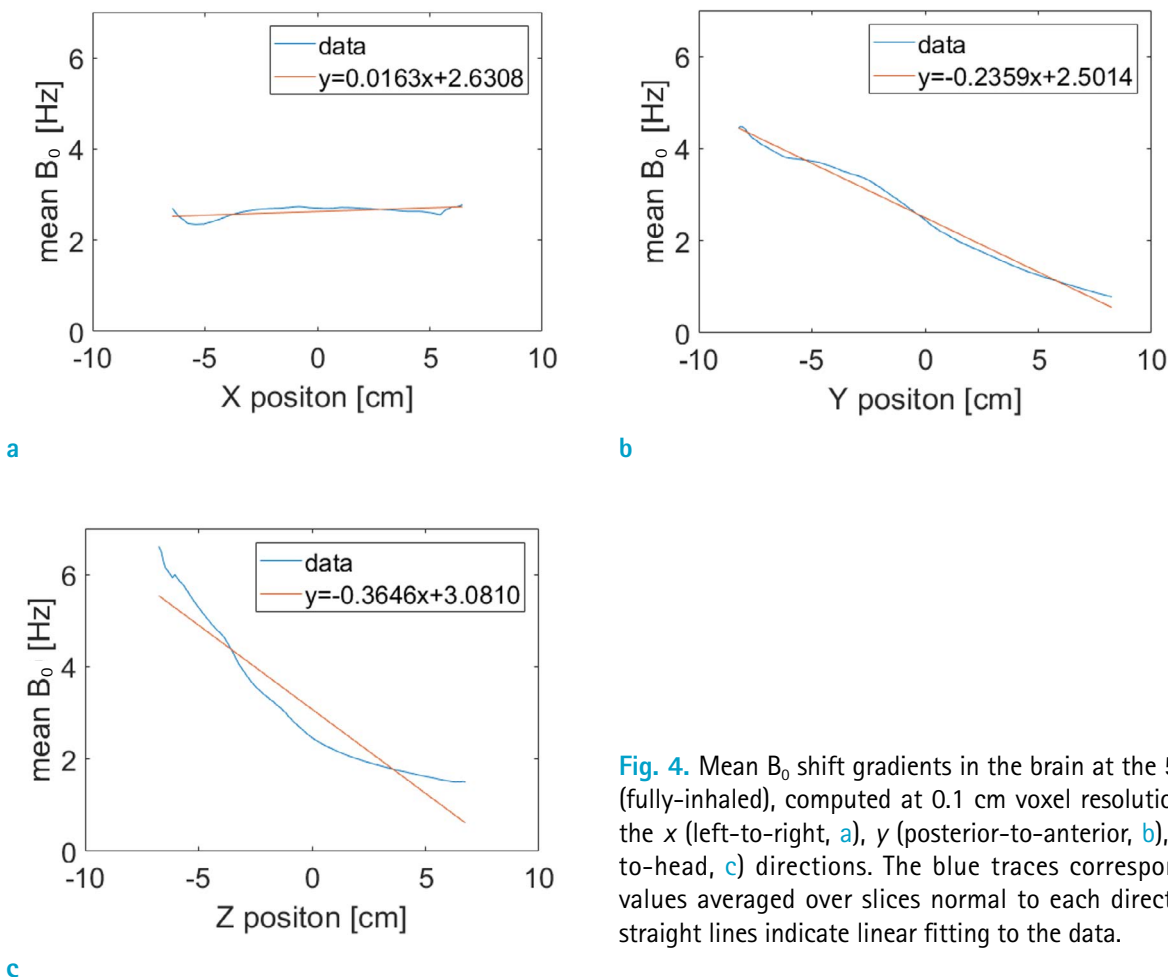 6
4
2
0
mean B₀ [Hz]
data
y=0.0163x+2.6308
-10
-5
0
5
10
X positon [cm]
a
6
4
2
0
mean B₀ [Hz]
data
y=-0.2359x+2.5014
-10
-5
0
5
10
Y positon [cm]
b
6
4
2
0
mean B₀ [Hz]
data
y=-0.3646x+3.0810
-10
-5
0
5
10
Z positon [cm]
c
Fig. 4. Mean B₀ shift gradients in the brain at the
(fully-inhaled), computed at 0.1 cm voxel
the x (left-to-right, a), y (posterior-to-anterior, b),
to-head, c) directions. The blue traces
values averaged over slices normal to each
straight lines indicate linear fitting to the data.